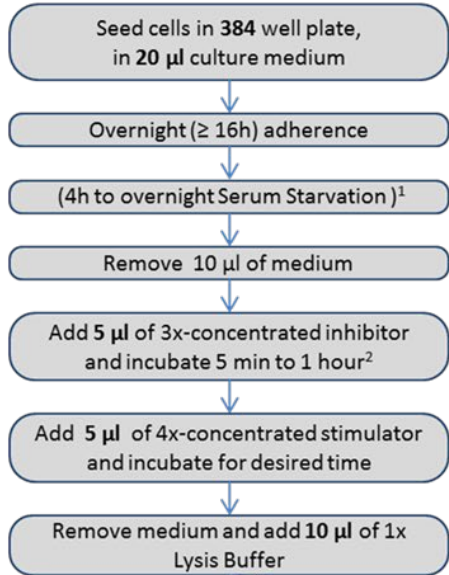 Seed cells in 384 well plate,
in 20 µl culture medium
Overnight (≥ 16h) adherence
(4h to overnight Serum Starvation )¹
Remove 10 µl of medium
Add 5 µl of 3x-concentrated inhibitor
and incubate 5 min to 1 hour²
Add 5 µl of 4x-concentrated stimulator
and incubate for desired time
Remove medium and add 10 µl of 1x
Lysis Buffer